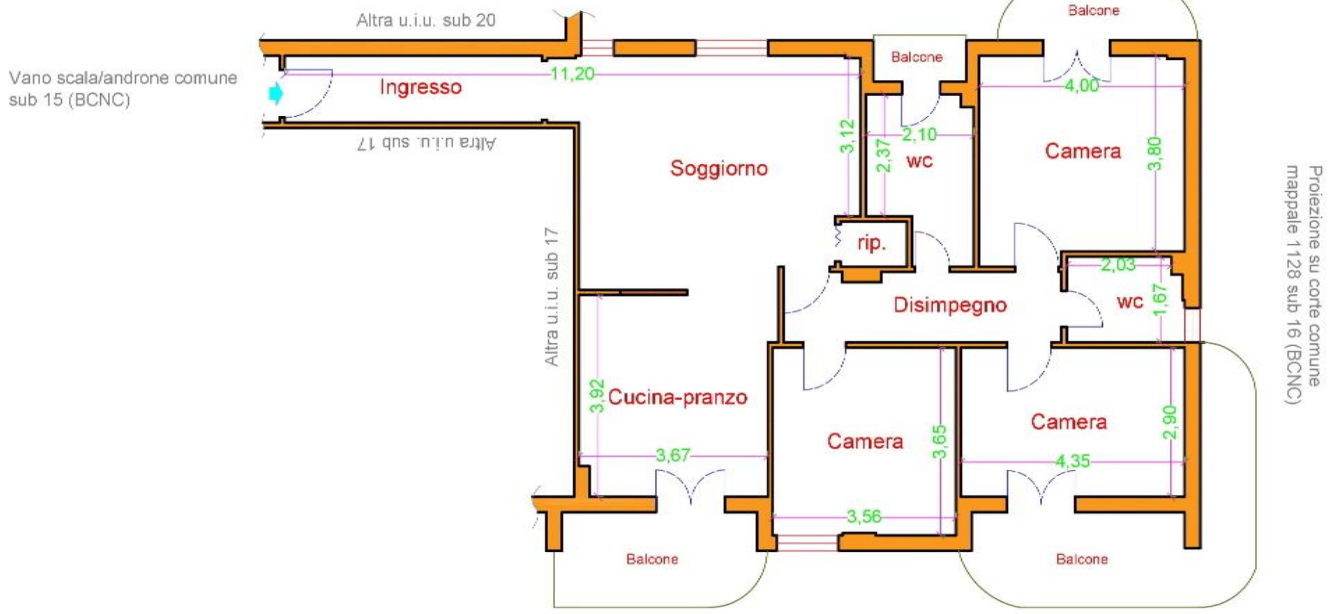 Altra u.i.u. sub 20
Balcone
Vano scala/androne comune
sub 15 (BCNC)
Ingresso
11,20
Balcone
4,00
Altra u.i.u. sub 17
3,12
2,37
2,10
wc
Camera
3,80
Soggiorno
Proiezione su corte comune
mappale 1128 sub 16 (BCNC)
rip.
Altra u.i.u. sub 17
Disimpegno
2,03
wc
1,67
3,92
Cucina-pranzo
3,67
Camera
3,65
3,56
Camera
2,90
4,35
Balcone
Balcone